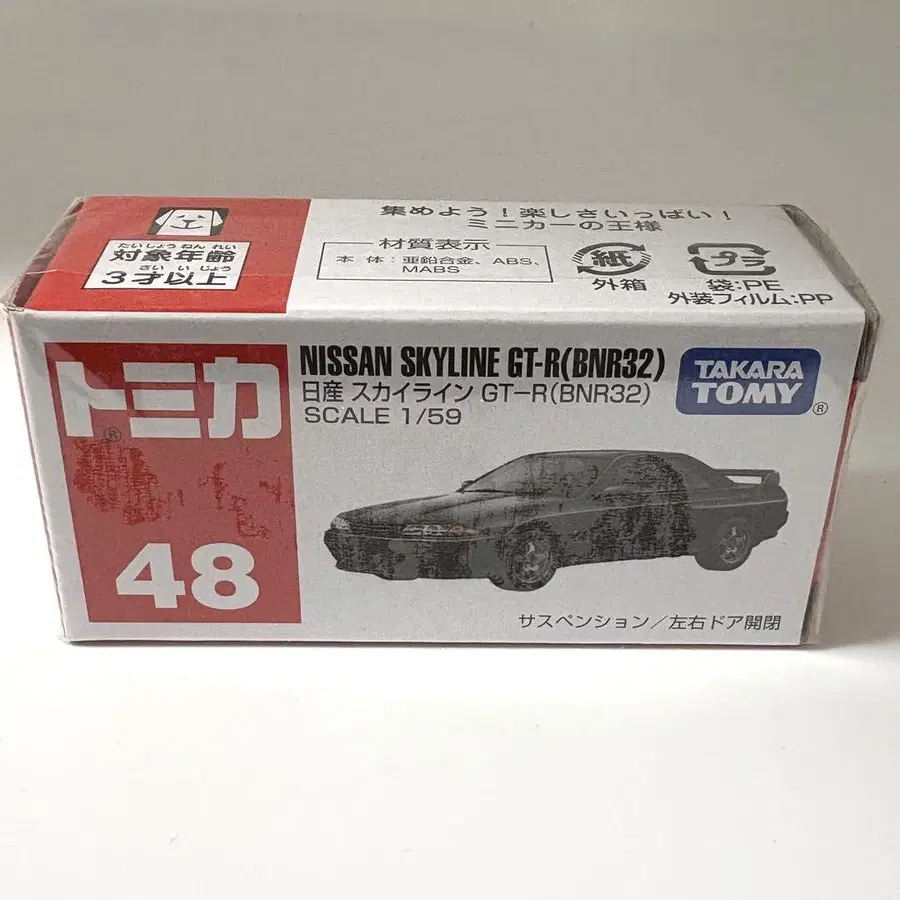 たいしょうねんれい
対象年齢
さいいじょう
3才以上
集めよう！楽しさいっぱい！
ミニカーの王様
材質表示
本 体：亜鉛合金、ABS、
MABS
紙
外箱
プラ
袋:PE
外装フィルム:PP
トミカ®
48
NISSAN SKYLINE GT-R(BNR32)
日産 スカイライン GT-R(BNR32)
SCALE 1/59
TAKARA
TOMY®
サスペンション／左右ドア開閉